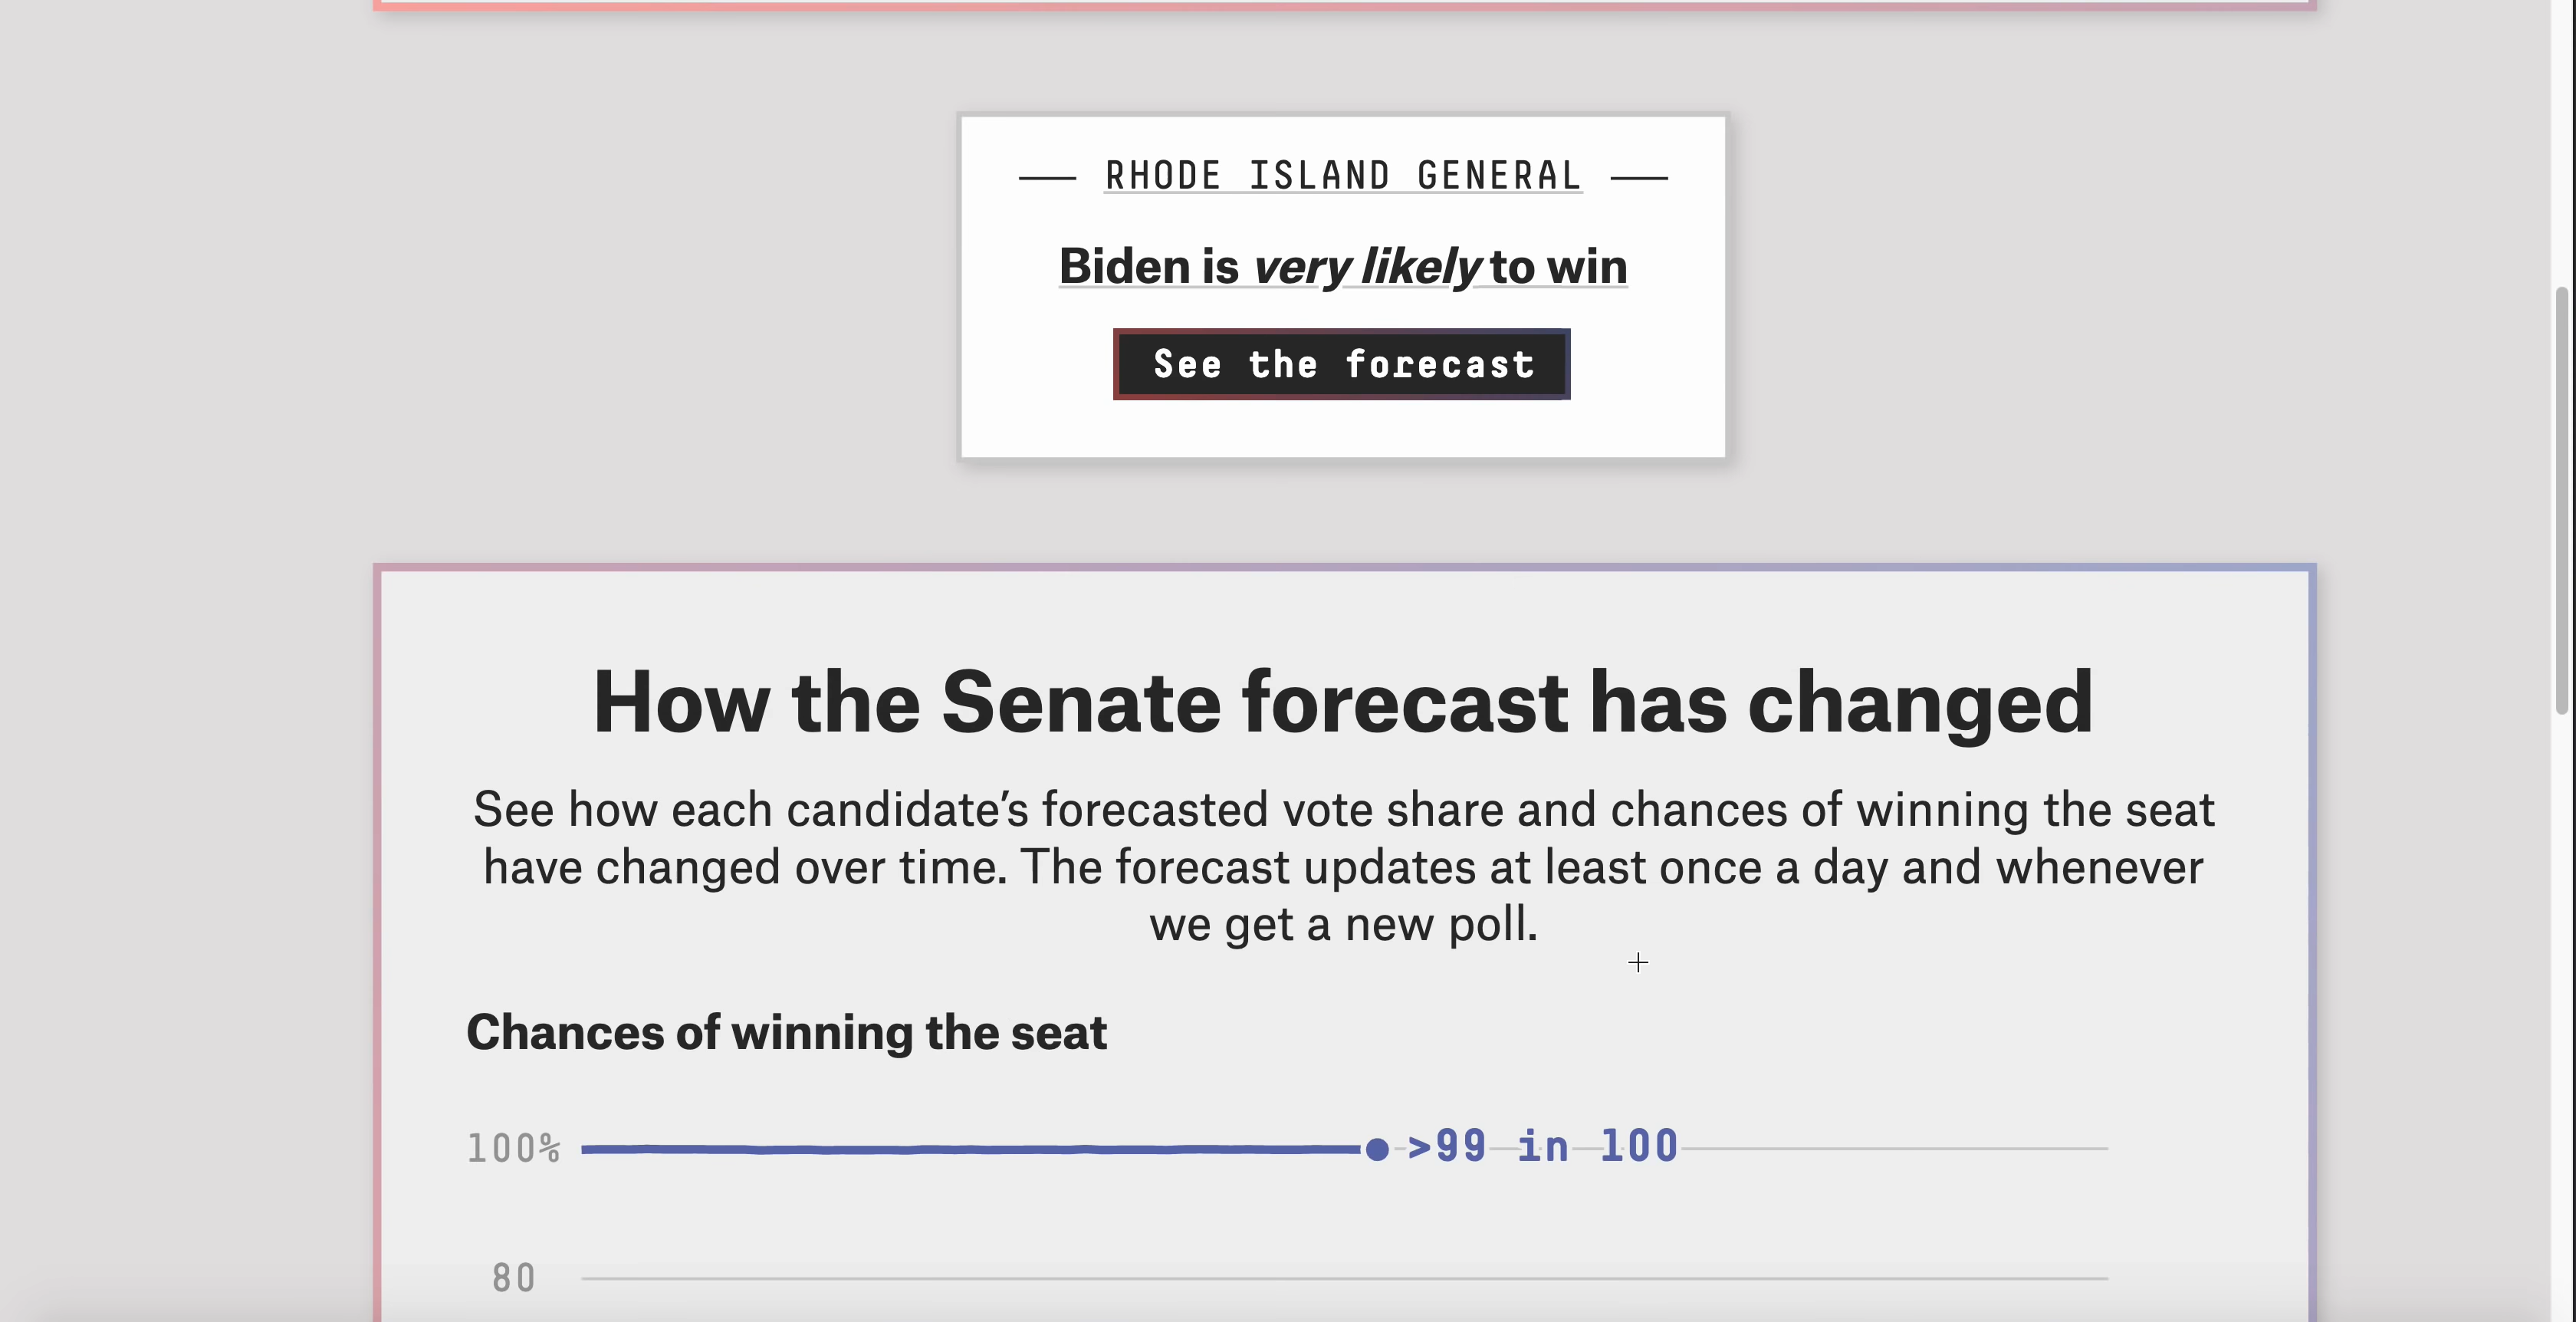 RHODE ISLAND GENERAL
Biden is very likely to win
See the forecast
How the Senate forecast has changed
See how each candidate’s forecasted vote share and chances of winning the seat
have changed over time. The forecast updates at least once a day and whenever
we get a new poll.
Chances of winning the seat
100%
>99 in 100
80